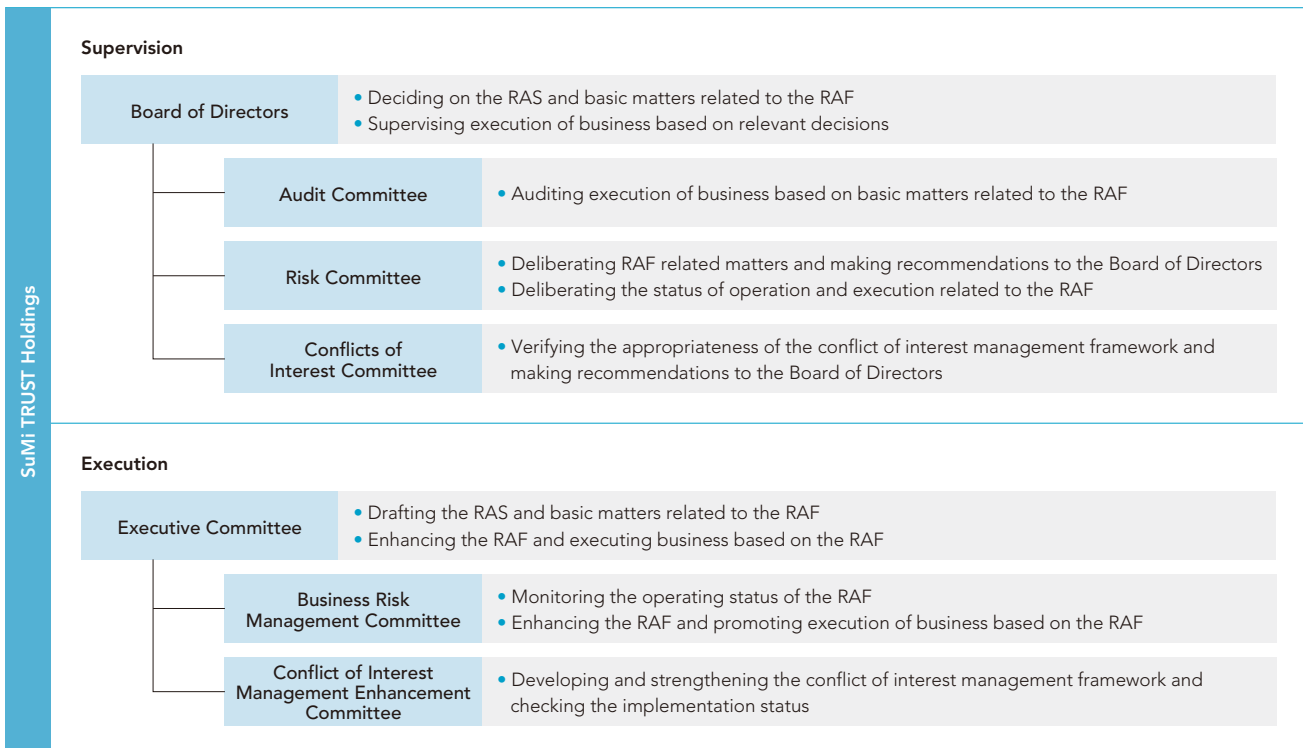 SuMi TRUST Holdings
Supervision
Board of Directors
• Deciding on the RAS and basic matters related to the RAF
• Supervising execution of business based on relevant decisions
Audit Committee
• Auditing execution of business based on basic matters related to the RAF
Risk Committee
• Deliberating RAF related matters and making recommendations to the Board of Directors
• Deliberating the status of operation and execution related to the RAF
Conflicts of
Interest Committee
• Verifying the appropriateness of the conflict of interest management framework and
making recommendations to the Board of Directors
Execution
Executive Committee
• Drafting the RAS and basic matters related to the RAF
• Enhancing the RAF and executing business based on the RAF
Business Risk
Management Committee
• Monitoring the operating status of the RAF
• Enhancing the RAF and promoting execution of business based on the RAF
Conflict of Interest
Management Enhancement
Committee
• Developing and strengthening the conflict of interest management framework and
checking the implementation status